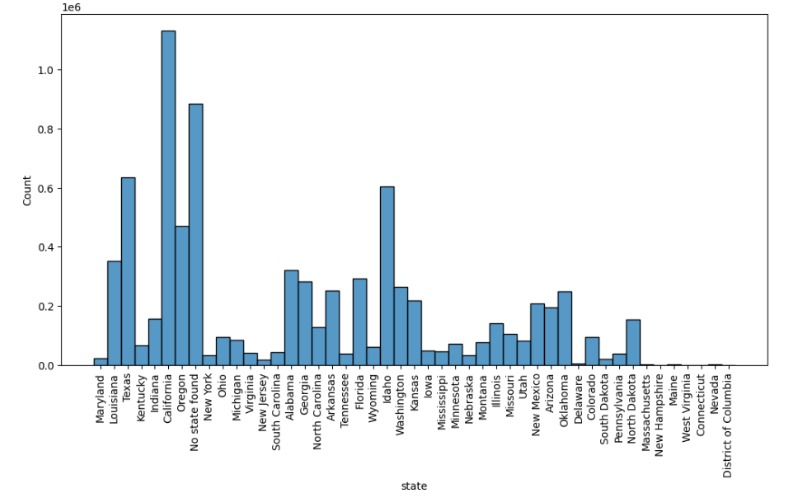 1e6
1.0
0.8
0.6
0.4
0.2
0.0
Count
Maryland
Louisiana
Texas
Kentucky
Indiana
California
Oregon
No state found
New York
Ohio
Michigan
Virginia
New Jersey
South Carolina
Alabama
Georgia
North Carolina
Arkansas
Tennessee
Florida
Wyoming
Idaho
Washington
Kansas
Iowa
Mississippi
Minnesota
Nebraska
Montana
Illinois
Missouri
Utah
New Mexico
Arizona
Oklahoma
Delaware
Colorado
South Dakota
Pennsylvania
North Dakota
Massachusetts
New Hampshire
Maine
West Virginia
Connecticut
Nevada
District of Columbia
state